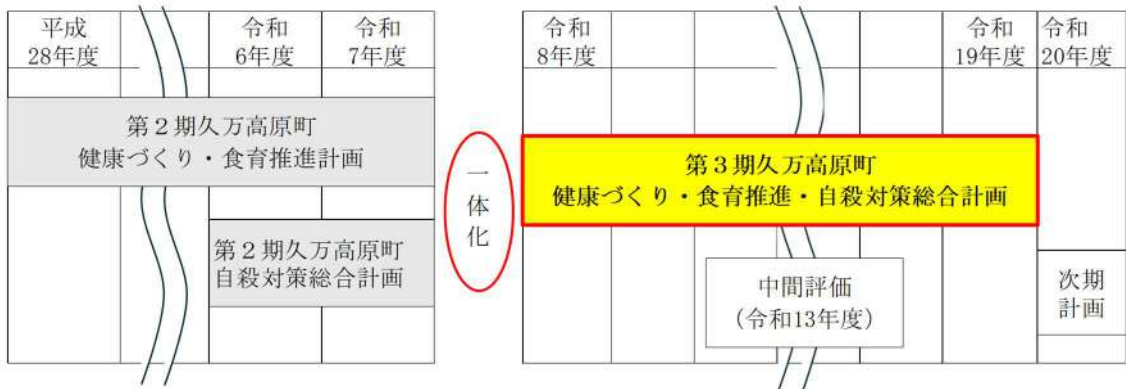 平成
28年度
令和
6年度
令和
7年度
第2期久万高原町
健康づくり・食育推進計画
第2期久万高原町
自殺対策総合計画
一体化
令和
8年度
令和
19年度
令和
20年度
第3期久万高原町
健康づくり・食育推進・自殺対策総合計画
中間評価
(令和13年度)
次期
計画